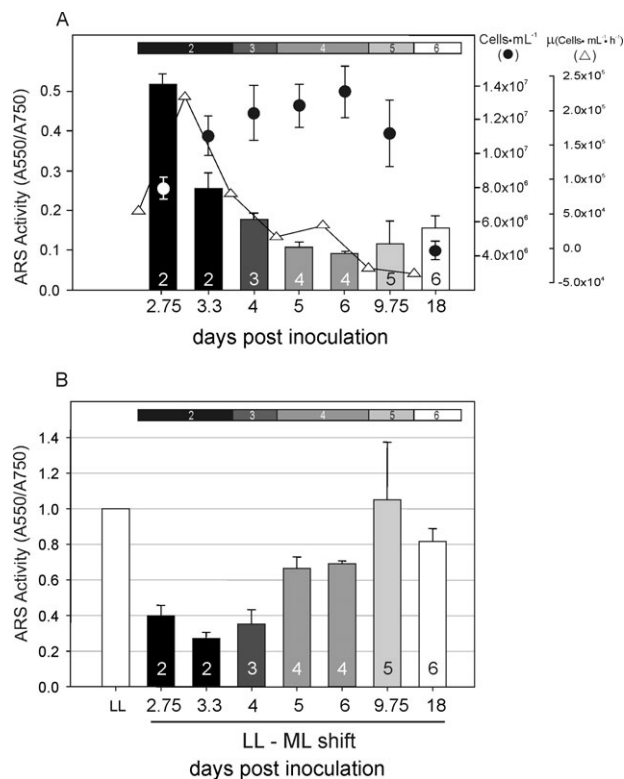 A
2 3 4 5 6
Cells•mL⁻¹
(●)
μ(Cells•mL⁻¹•h⁻¹)
(△)
ARS Activity (A550/A750)
0.5
0.4
0.3
0.2
0.1
0.0
1.4x10⁷
1.2x10⁷
1.0x10⁷
8.0x10⁶
6.0x10⁶
4.0x10⁶
2.5x10⁵
2.0x10⁵
1.5x10⁵
1.0x10⁵
5.0x10⁴
0.0
-5.0x10⁴
2 2 3 4 4 5 6
2.75 3.3 4 5 6 9.75 18
days post inoculation
B
2 3 4 5 6
ARS Activity (A550/A750)
1.4
1.2
1.0
0.8
0.6
0.4
0.2
0.0
2 2 3 4 4 5 6
LL 2.75 3.3 4 5 6 9.75 18
LL - ML shift
days post inoculation